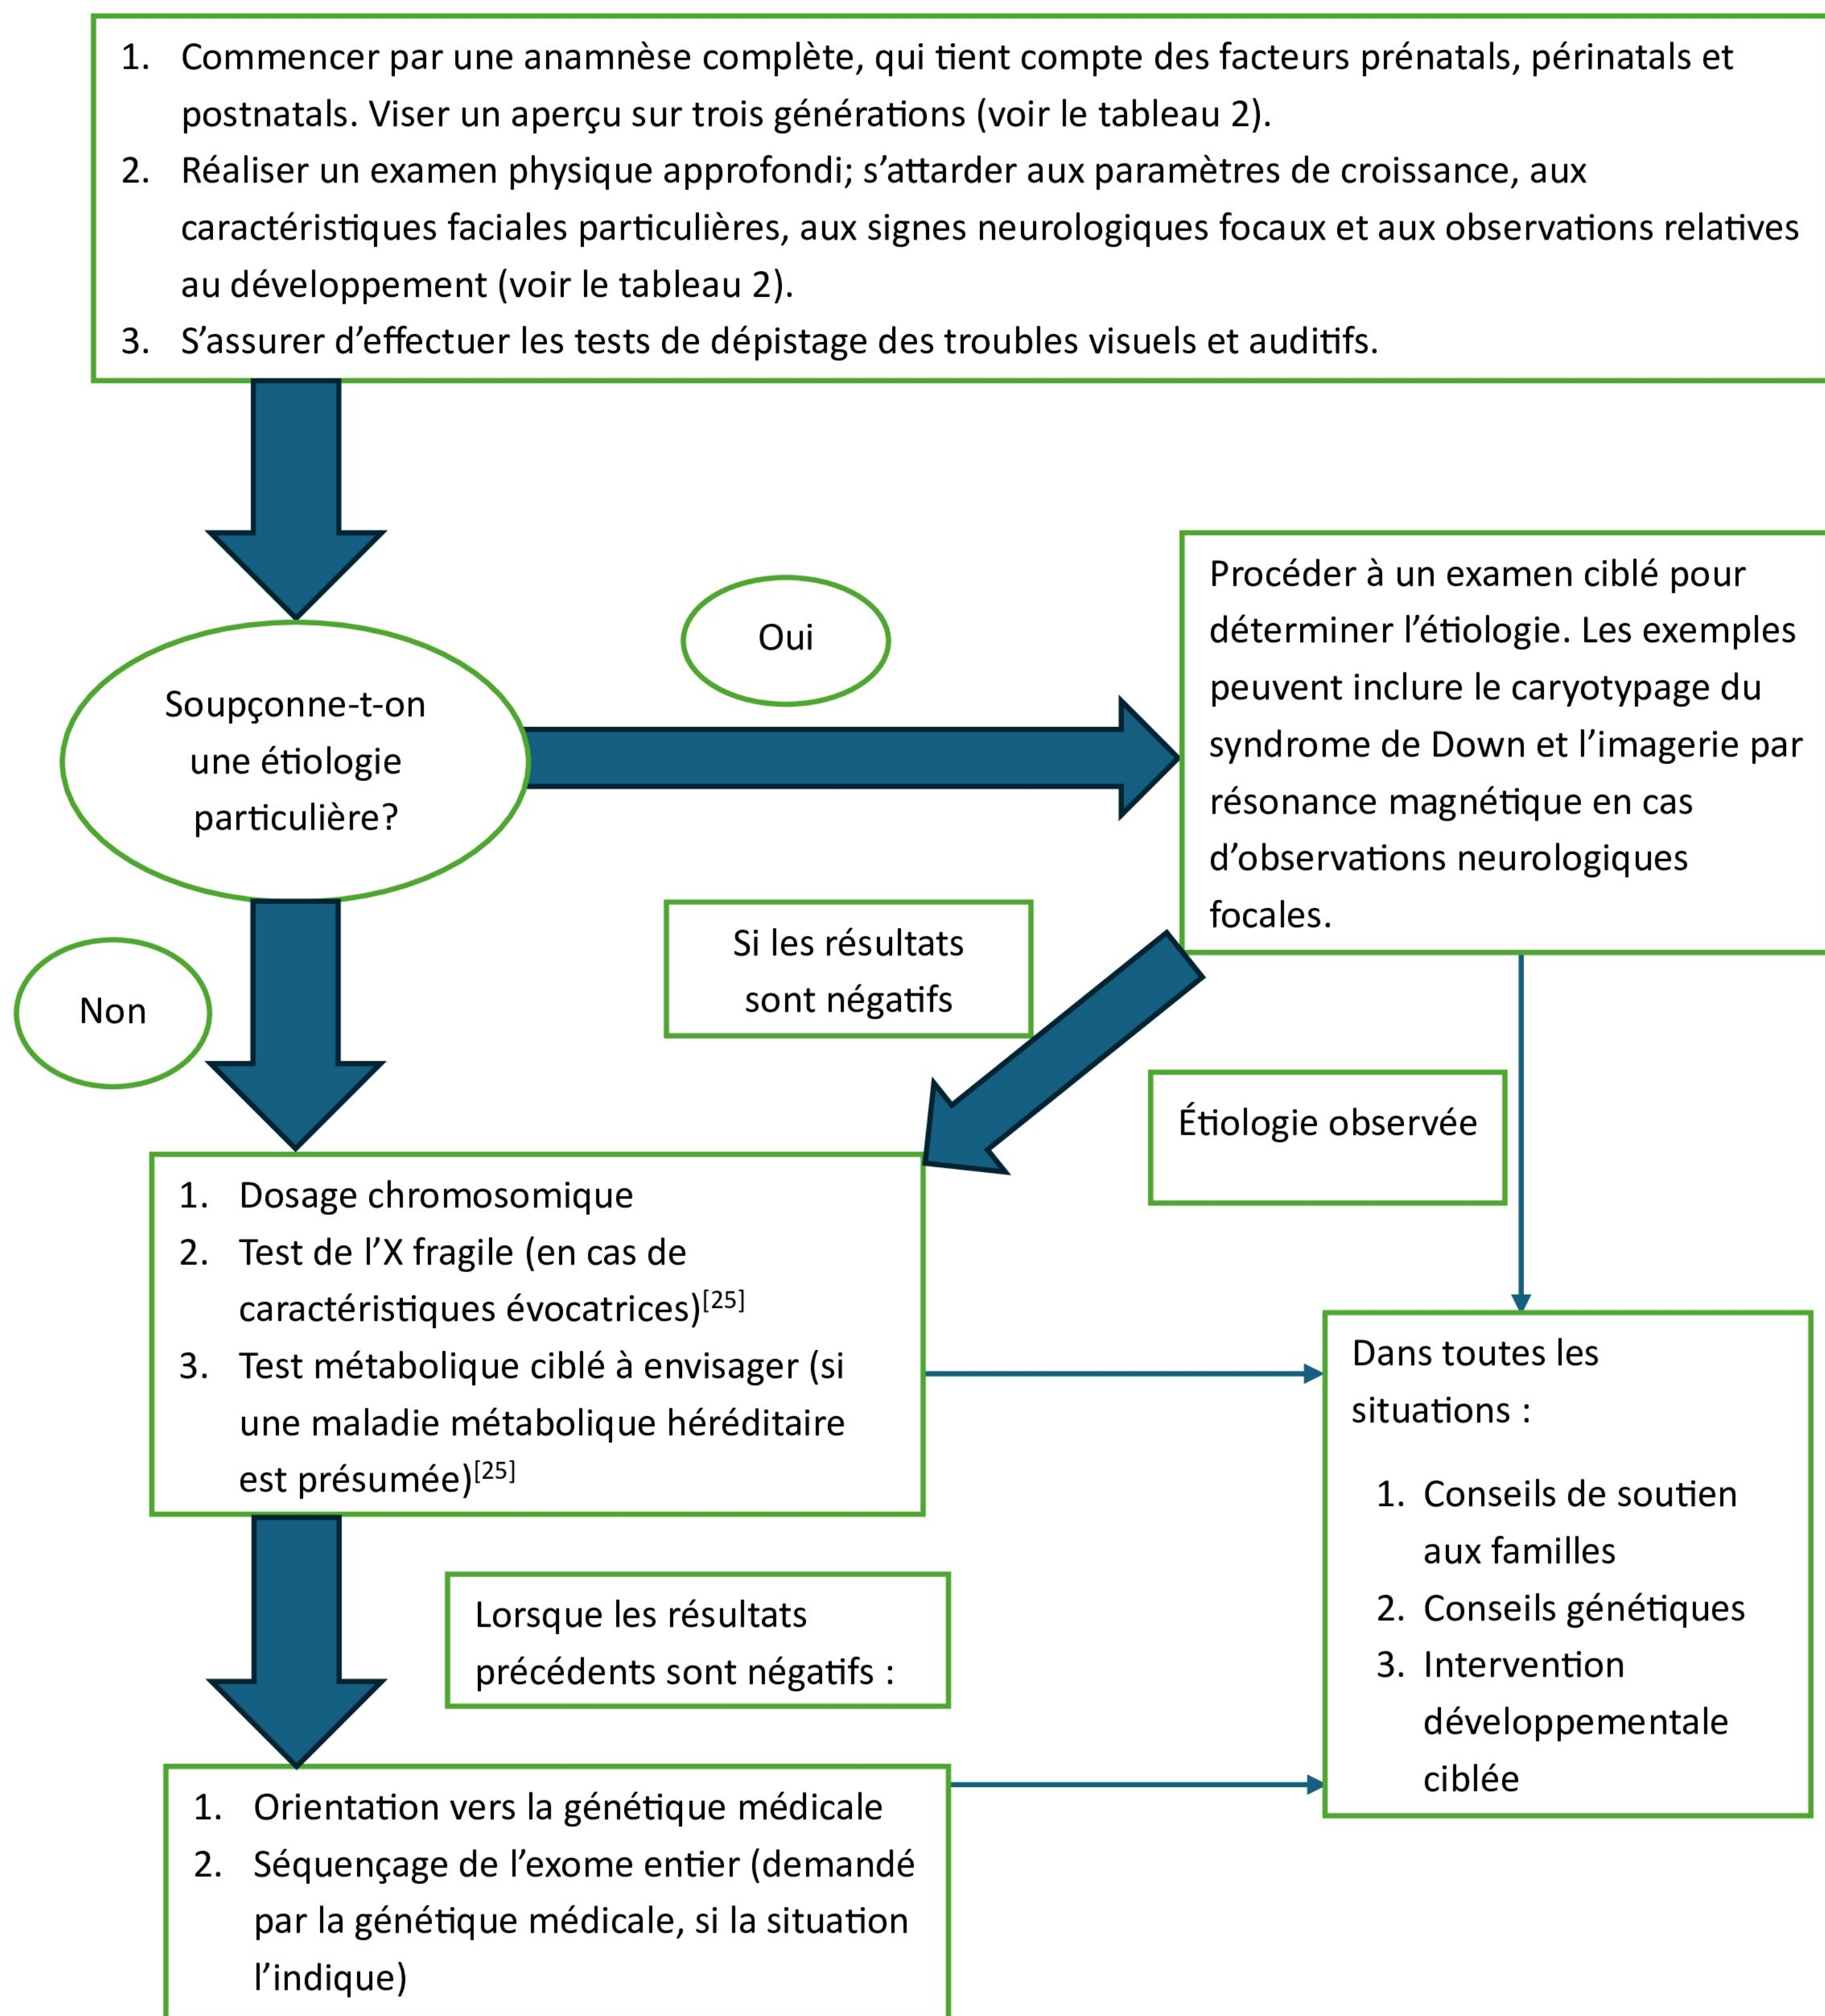 1. Commencer par une anamnèse complète, qui tient compte des facteurs prénatals, périnatals et
postnatals. Viser un aperçu sur trois générations (voir le tableau 2).
2. Réaliser un examen physique approfondi; s’attarder aux paramètres de croissance, aux
caractéristiques faciales particulières, aux signes neurologiques focaux et aux observations relatives
au développement (voir le tableau 2).
3. S’assurer d’effectuer les tests de dépistage des troubles visuels et auditifs.
Soupçonne-t-on
une étiologie
particulière?
Oui
Procéder à un examen ciblé pour
déterminer l’étiologie. Les exemples
peuvent inclure le caryotypage du
syndrome de Down et l’imagerie par
résonance magnétique en cas
d’observations neurologiques
focales.
Non
Si les résultats
sont négatifs
Étiologie observée
1. Dosage chromosomique
2. Test de l’X fragile (en cas de
caractéristiques évocatrices)[25]
3. Test métabolique ciblé à envisager (si
une maladie métabolique héréditaire
est présumée)[25]
Dans toutes les
situations :
1. Conseils de soutien
aux familles
2. Conseils génétiques
3. Intervention
développementale
ciblée
Lorsque les résultats
précédents sont négatifs :
1. Orientation vers la génétique médicale
2. Séquençage de l’exome entier (demandé
par la génétique médicale, si la situation
l’indique)